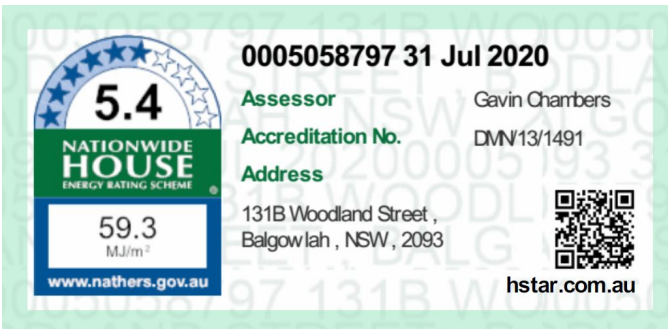 0005058797 31 Jul 2020
5.4
NATIONWIDE
HOUSE
ENERGY RATING SCHEME
59.3
MJ/m²
www.nathers.gov.au
Assessor Gavin Chambers
Accreditation No. DMN/13/1491
Address
131B Woodland Street ,
Balgowlah , NSW , 2093
hstar.com.au